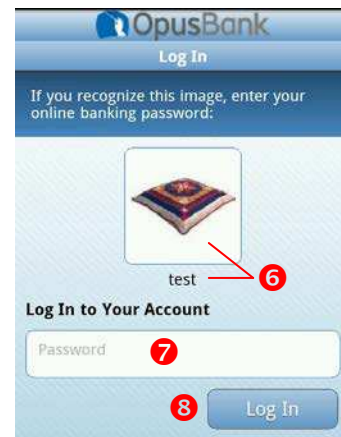 OpusBank
Log In
If you recognize this image, enter your
online banking password:
test
6
Log In to Your Account
Password
7
8
Log In